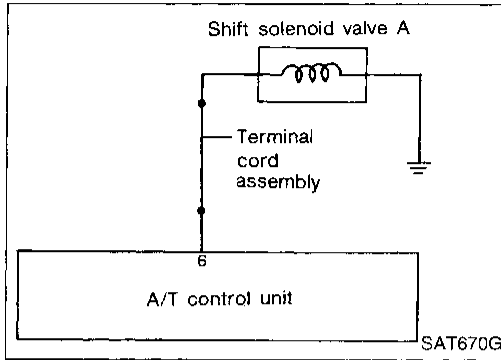 Shift solenoid valve A
Terminal
cord
assembly
6
A/T control unit
SAT670G